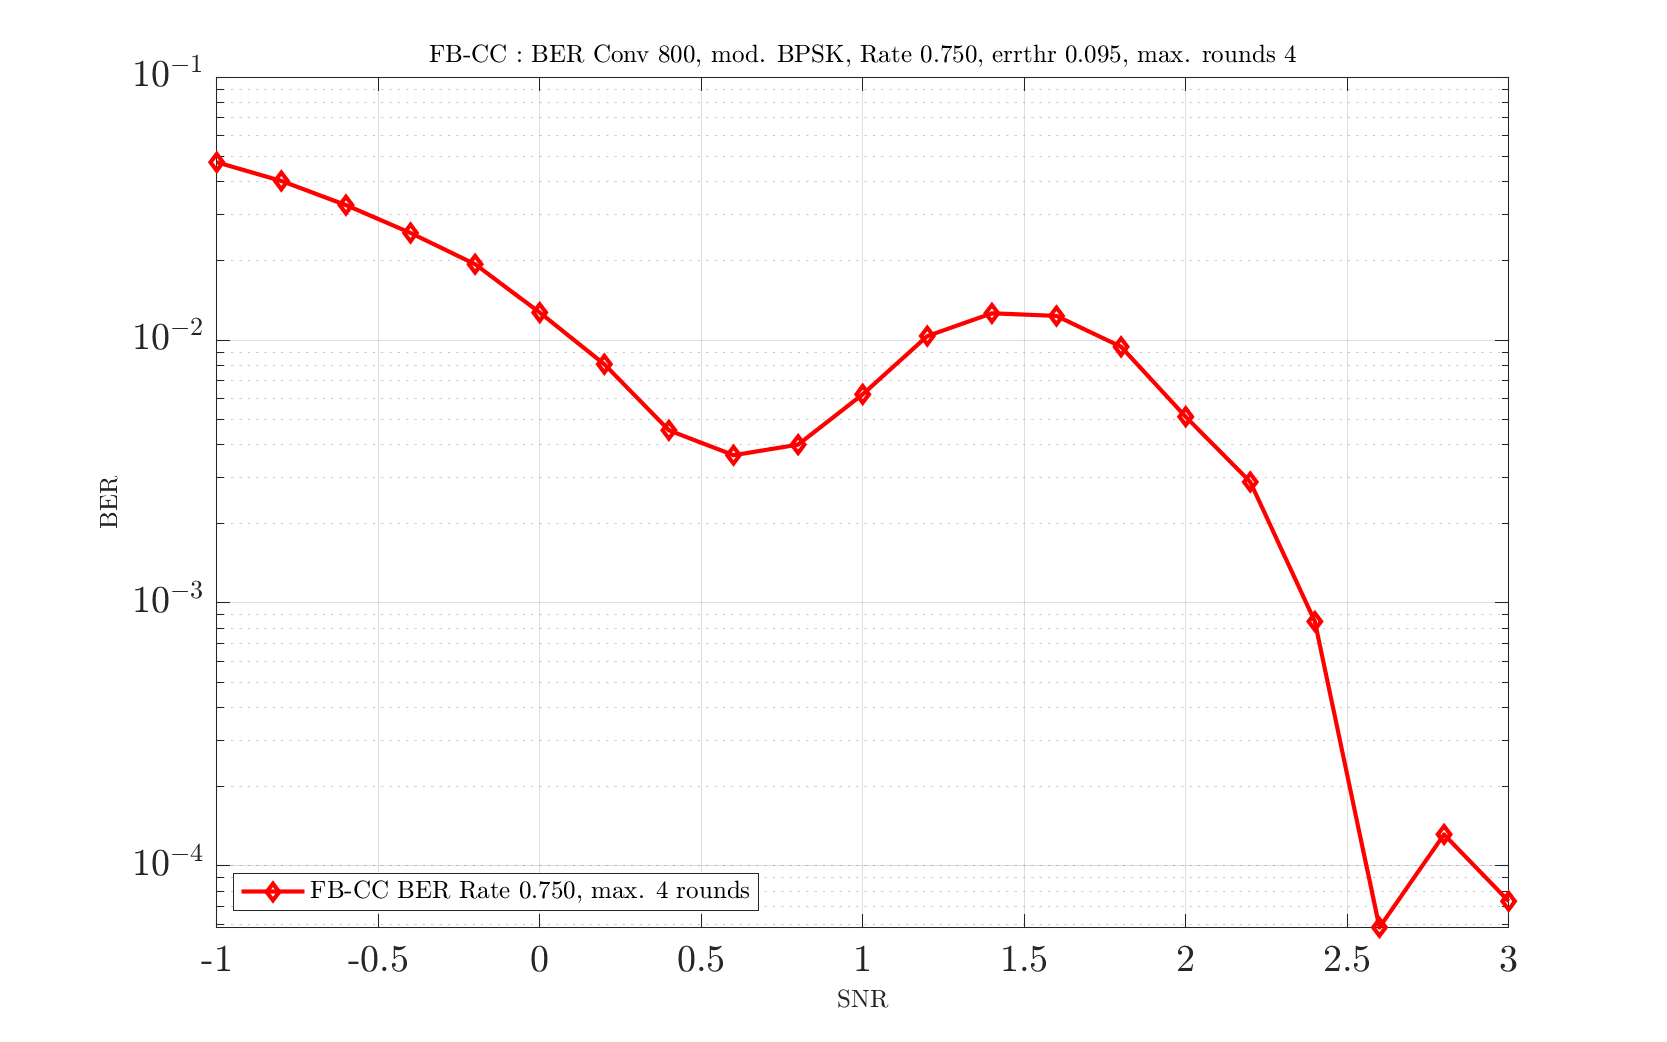 FB-CC : BER Conv 800, mod. BPSK, Rate 0.750, errthr 0.095, max. rounds 4
10⁻¹
10⁻²
10⁻³
10⁻⁴
BER
FB-CC BER Rate 0.750, max. 4 rounds
-1 -0.5 0 0.5 1 1.5 2 2.5 3
SNR